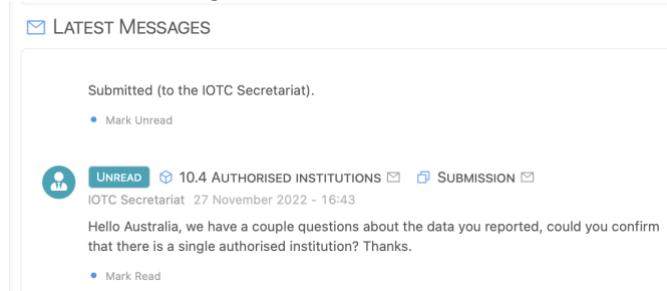 LATEST MESSAGES
Submitted (to the IOTC Secretariat).
Mark Unread
UNREAD 10.4 AUTHORISED INSTITUTIONS SUBMISSION
IOTC Secretariat 27 November 2022 - 16:43
Hello Australia, we have a couple questions about the data you reported, could you confirm
that there is a single authorised institution? Thanks.
Mark Read